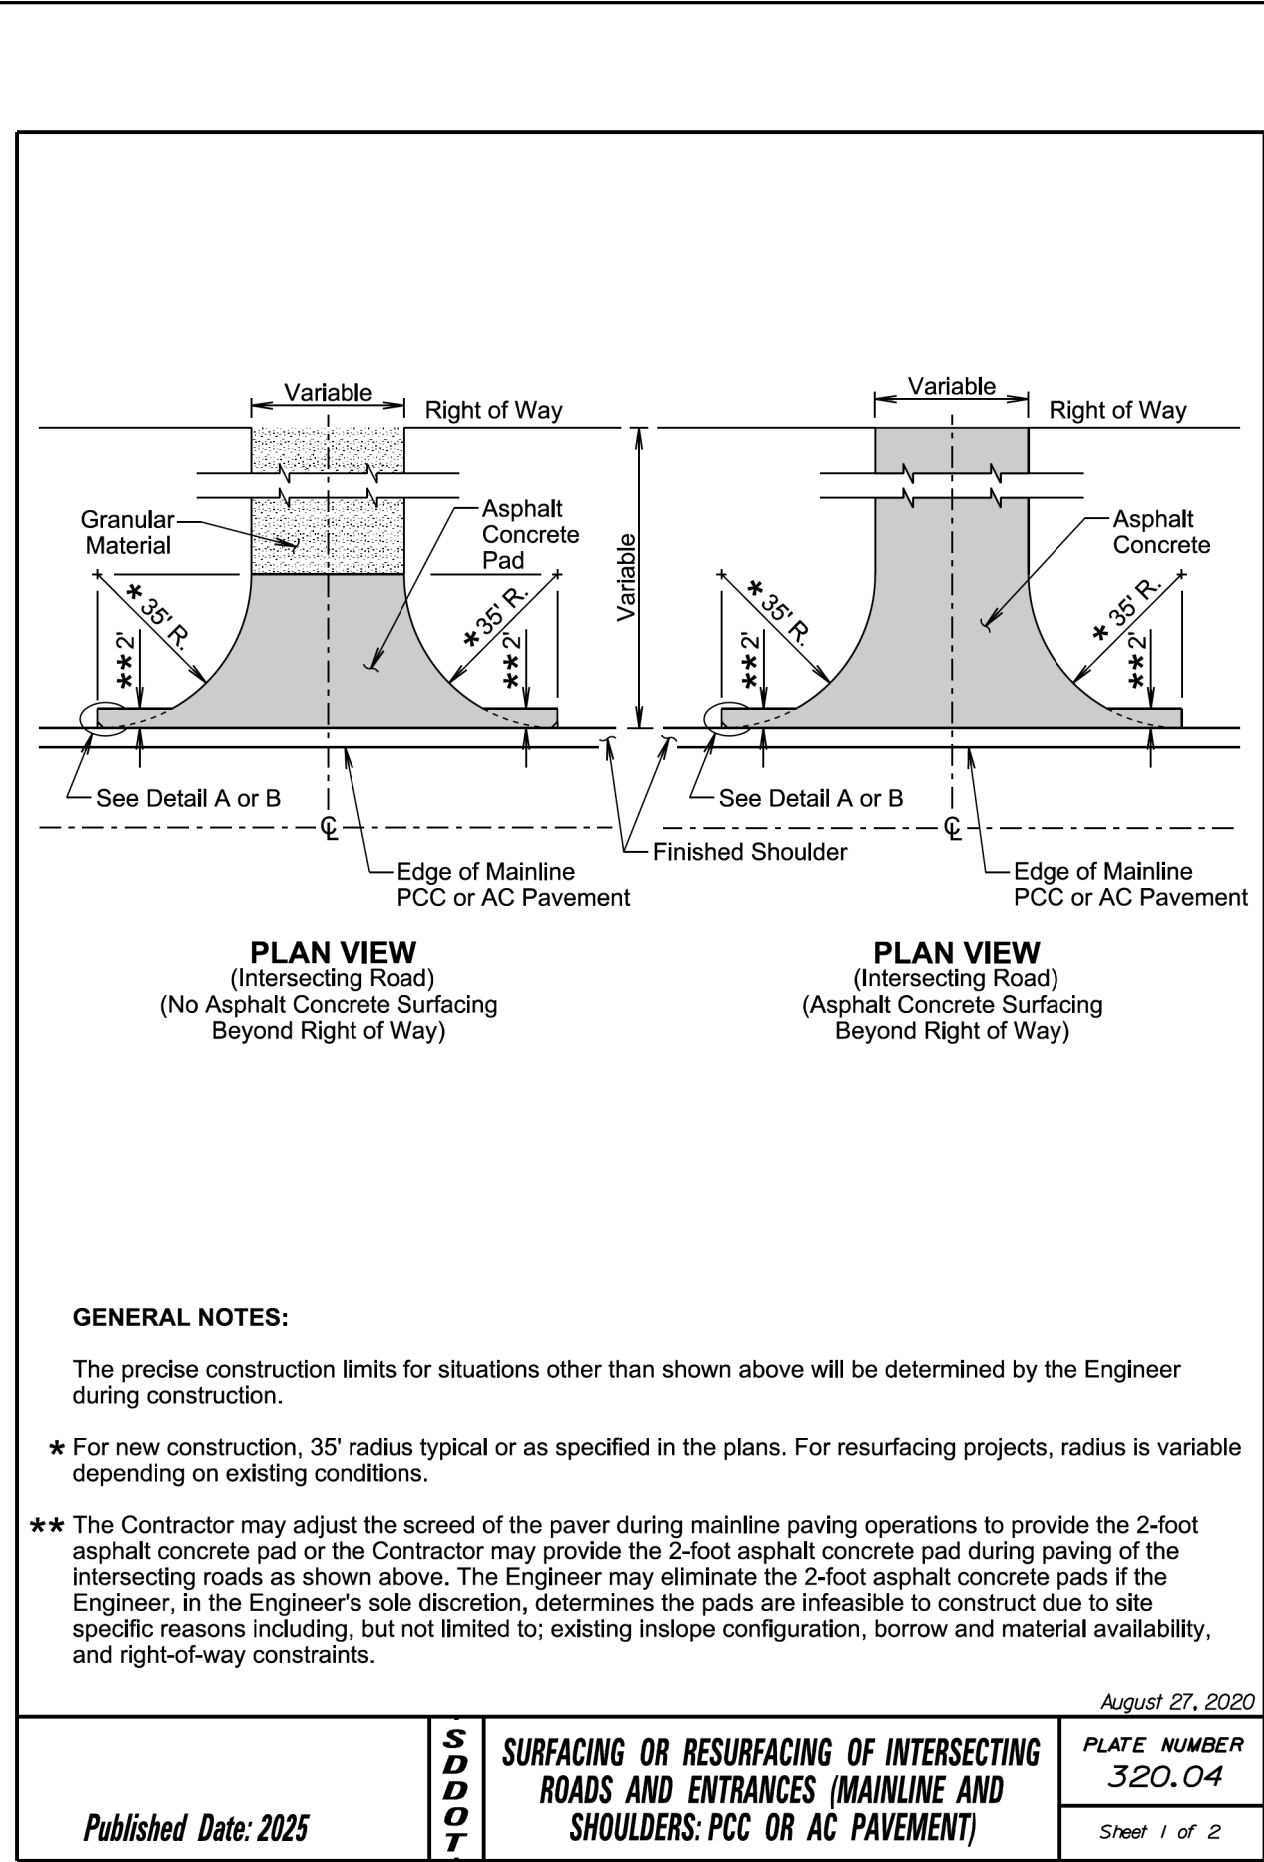 Variable
Right of Way
Granular
Material
Asphalt
Concrete
Pad
* 35' R.
* 35' R.
** 2'
** 2'
See Detail A or B
℄
Edge of Mainline
PCC or AC Pavement
Variable
Finished Shoulder
Variable
Right of Way
Asphalt
Concrete
* 35' R.
* 35' R.
** 2'
** 2'
See Detail A or B
℄
Edge of Mainline
PCC or AC Pavement
PLAN VIEW
(Intersecting Road)
(No Asphalt Concrete Surfacing
Beyond Right of Way)
PLAN VIEW
(Intersecting Road)
(Asphalt Concrete Surfacing
Beyond Right of Way)
GENERAL NOTES:
The precise construction limits for situations other than shown above will be determined by the Engineer
during construction.
* For new construction, 35' radius typical or as specified in the plans. For resurfacing projects, radius is variable
depending on existing conditions.
** The Contractor may adjust the screed of the paver during mainline paving operations to provide the 2-foot
asphalt concrete pad or the Contractor may provide the 2-foot asphalt concrete pad during paving of the
intersecting roads as shown above. The Engineer may eliminate the 2-foot asphalt concrete pads if the
Engineer, in the Engineer's sole discretion, determines the pads are infeasible to construct due to site
specific reasons including, but not limited to; existing inslope configuration, borrow and material availability,
and right-of-way constraints.
August 27, 2020
Published Date: 2025
S
D
D
O
T
SURFACING OR RESURFACING OF INTERSECTING
ROADS AND ENTRANCES (MAINLINE AND
SHOULDERS: PCC OR AC PAVEMENT)
PLATE NUMBER
320.04
Sheet 1 of 2